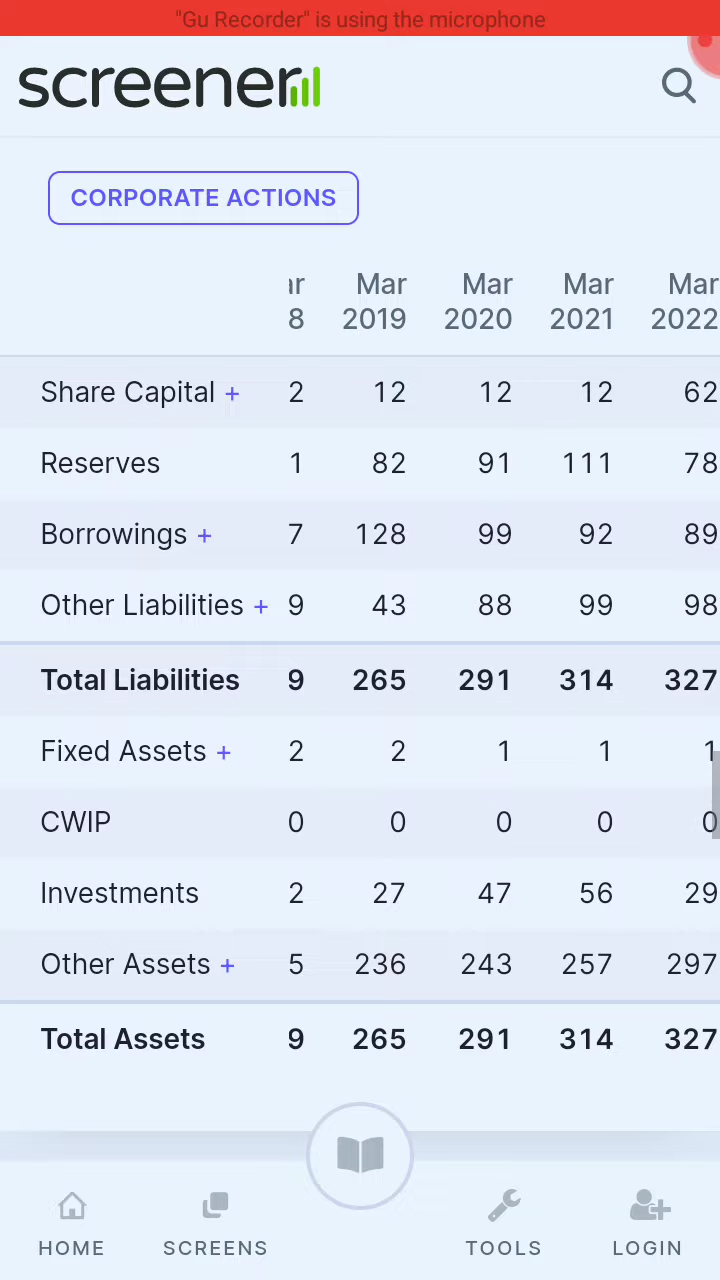 "Gu Recorder" is using the microphone
screener
CORPORATE ACTIONS
ar Mar Mar Mar Mar
8 2019 2020 2021 2022
Share Capital + 2 12 12 12 62
Reserves 1 82 91 111 78
Borrowings + 7 128 99 92 89
Other Liabilities + 9 43 88 99 98
Total Liabilities 9 265 291 314 327
Fixed Assets + 2 2 1 1 1
CWIP 0 0 0 0 0
Investments 2 27 47 56 29
Other Assets + 5 236 243 257 297
Total Assets 9 265 291 314 327
HOME SCREENS TOOLS LOGIN